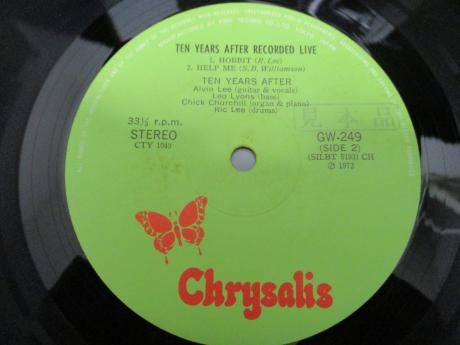 TEN YEARS AFTER RECORDED LIVE
1. HOBBIT (R. Lee)
2. HELP ME (S. B. Williamson)
TEN YEARS AFTER
Alvin Lee (guitar & vocals)
Leo Lyons (bass)
Chick Chorchill (organ & piano)
Ric Lee (drums)
33⅓ r.p.m.
STEREO
CTY 1049
見本品
GW-249
(SIDE 2)
(SILBT 5193) CH
Ⓟ 1973
Chrysalis